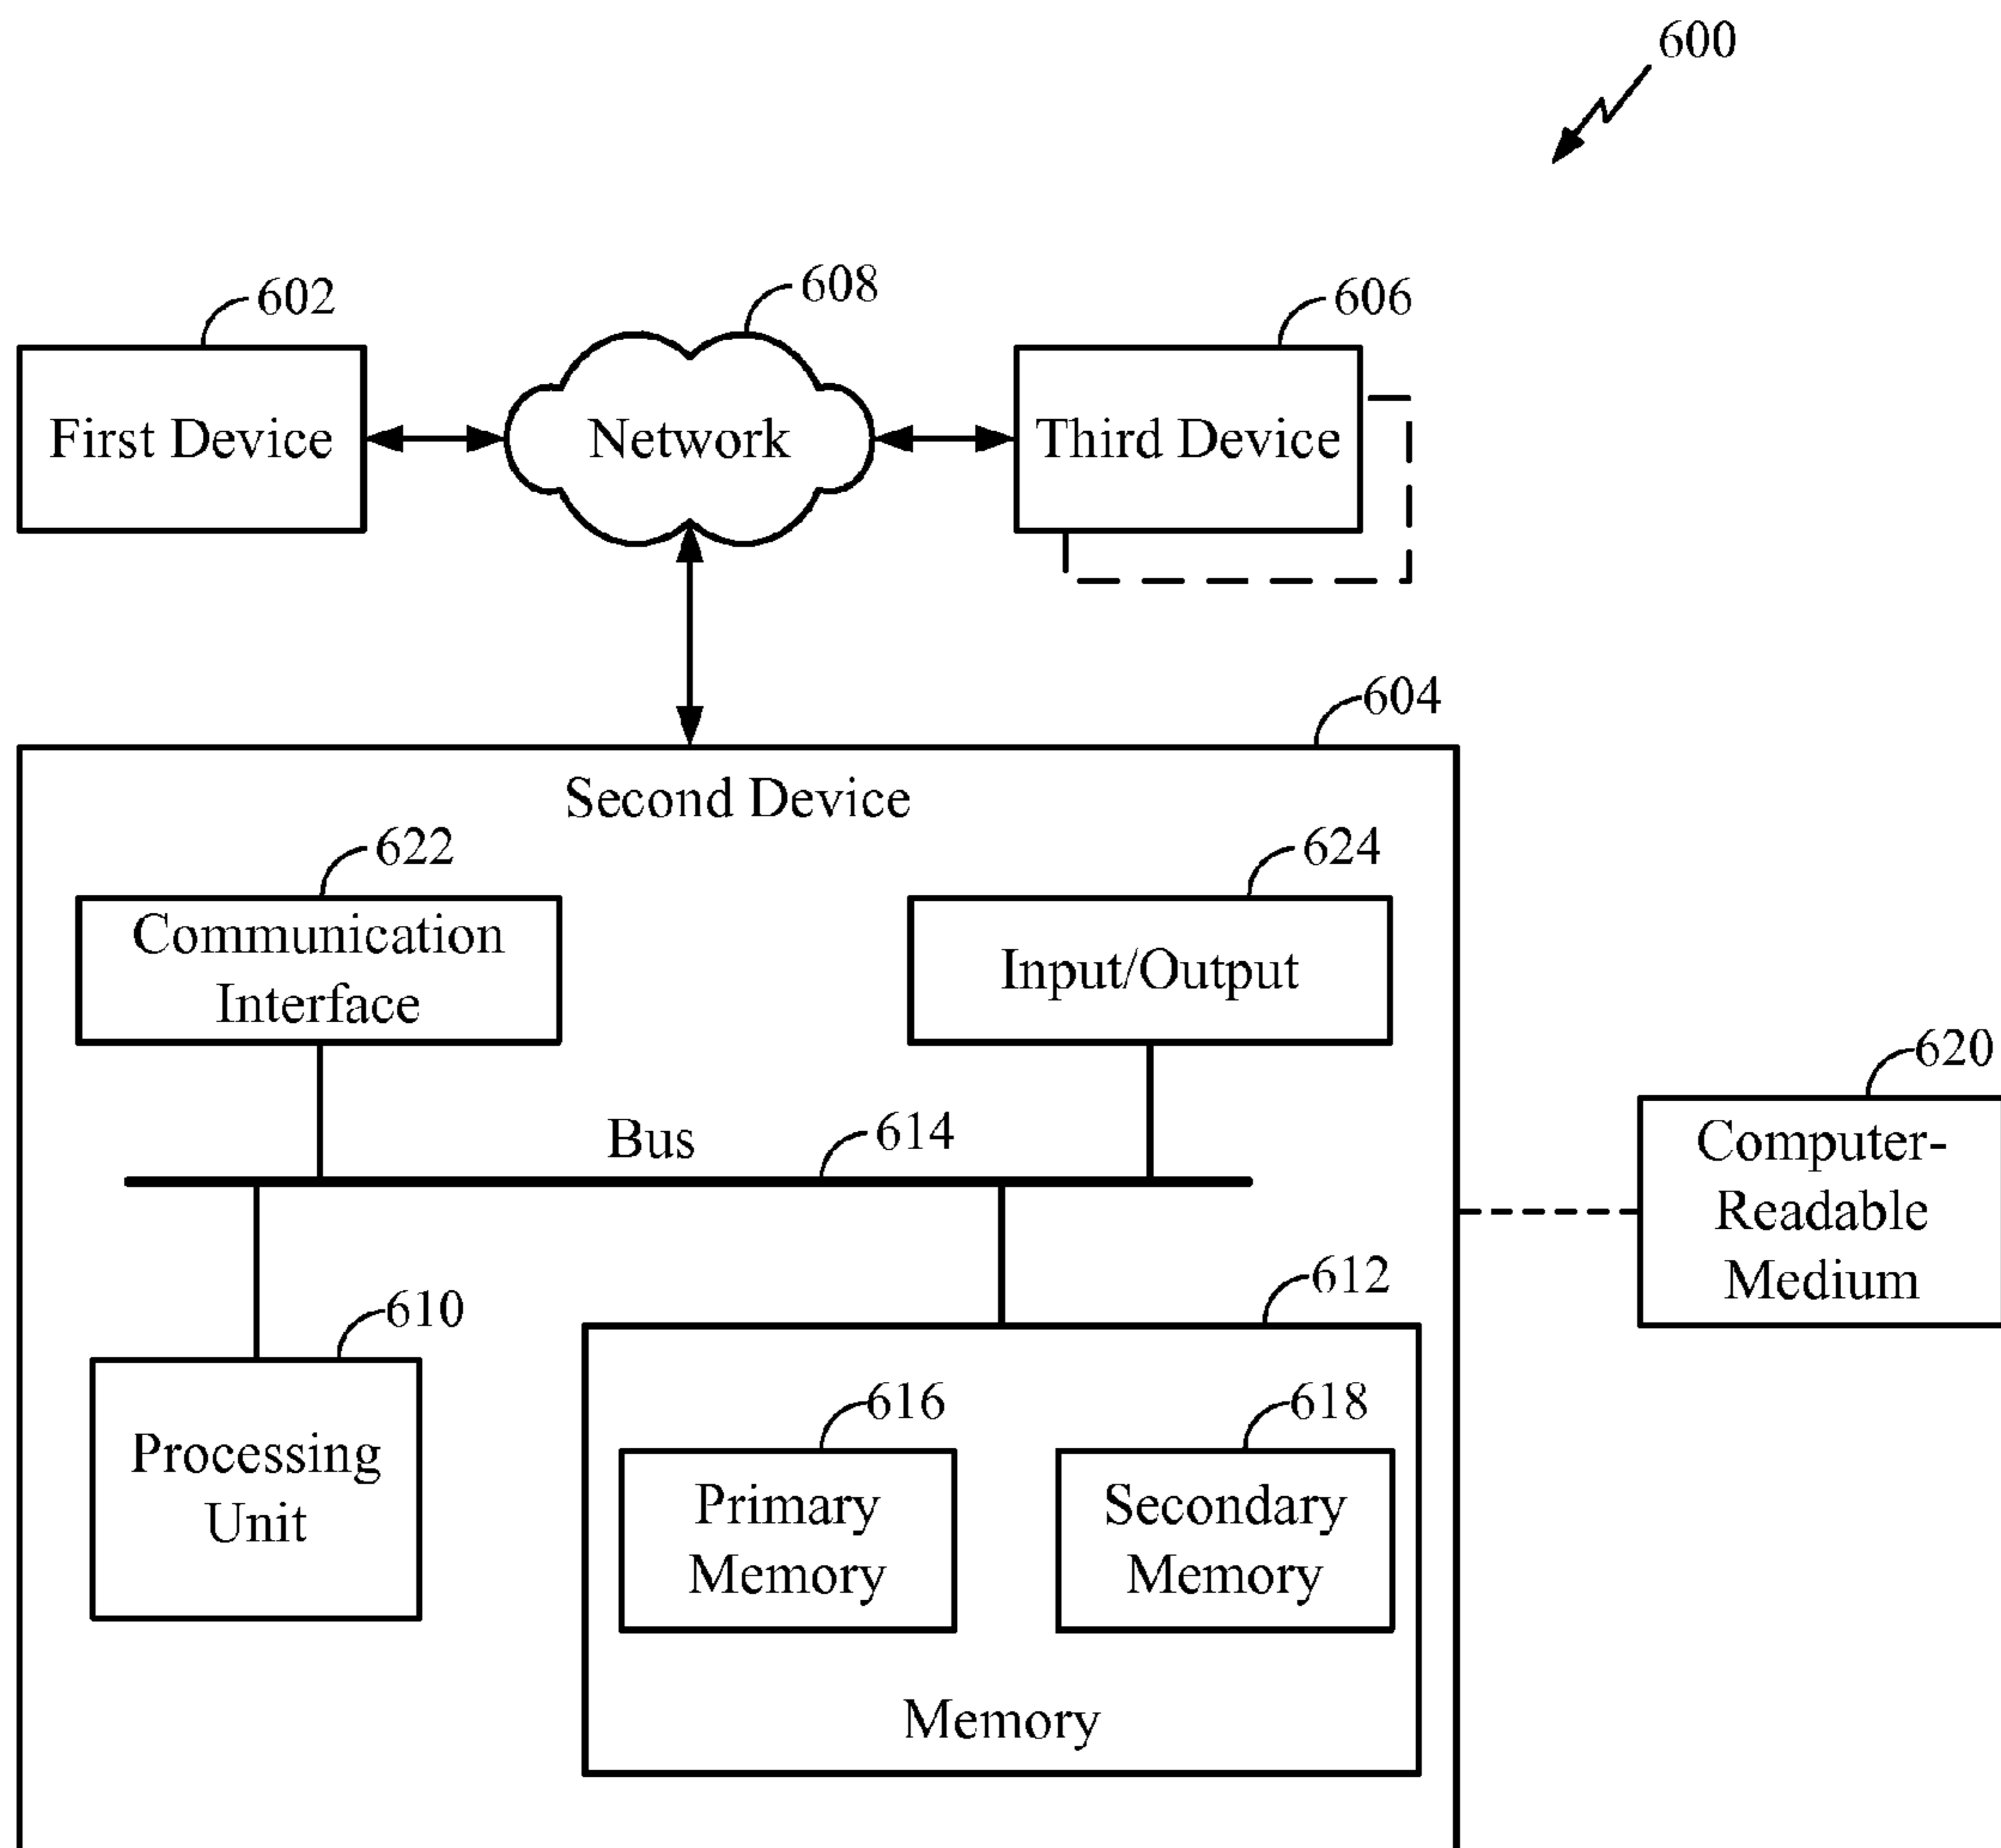 600
602
608
606
First Device
Network
Third Device
604
Second Device
622
624
Communication
Interface
Input/Output
620
Computer-
Readable
Medium
Bus
614
612
610
Processing
Unit
616
618
Primary
Memory
Secondary
Memory
Memory